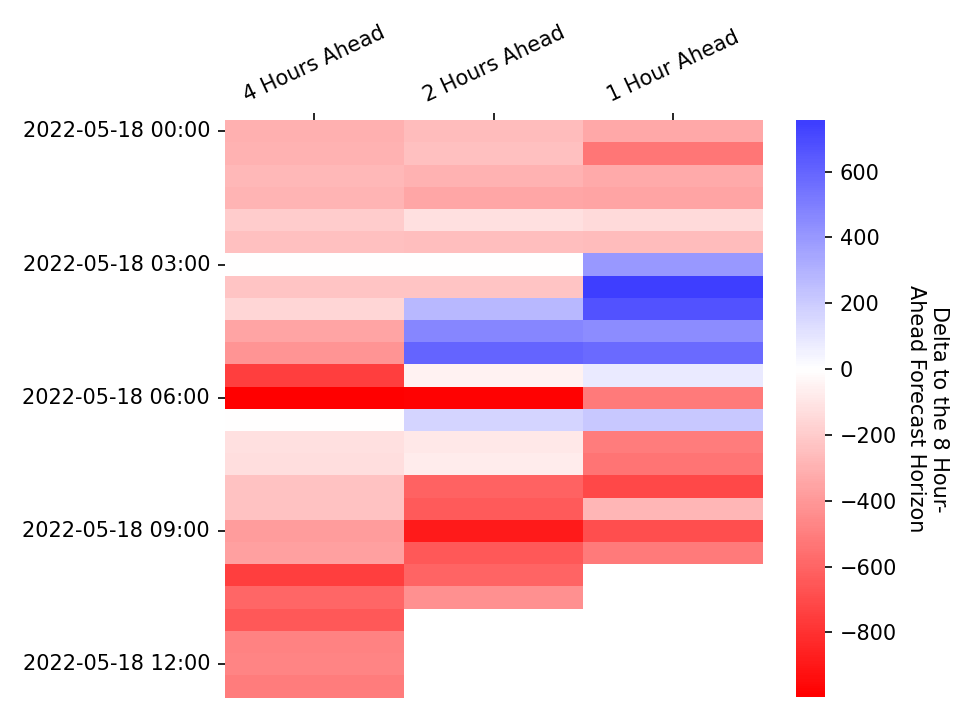 4 Hours Ahead
2 Hours Ahead
1 Hour Ahead
2022-05-18 00:00
2022-05-18 03:00
2022-05-18 06:00
2022-05-18 09:00
2022-05-18 12:00
600
400
200
0
−200
−400
−600
−800
Delta to the 8 Hour-
Ahead Forecast Horizon